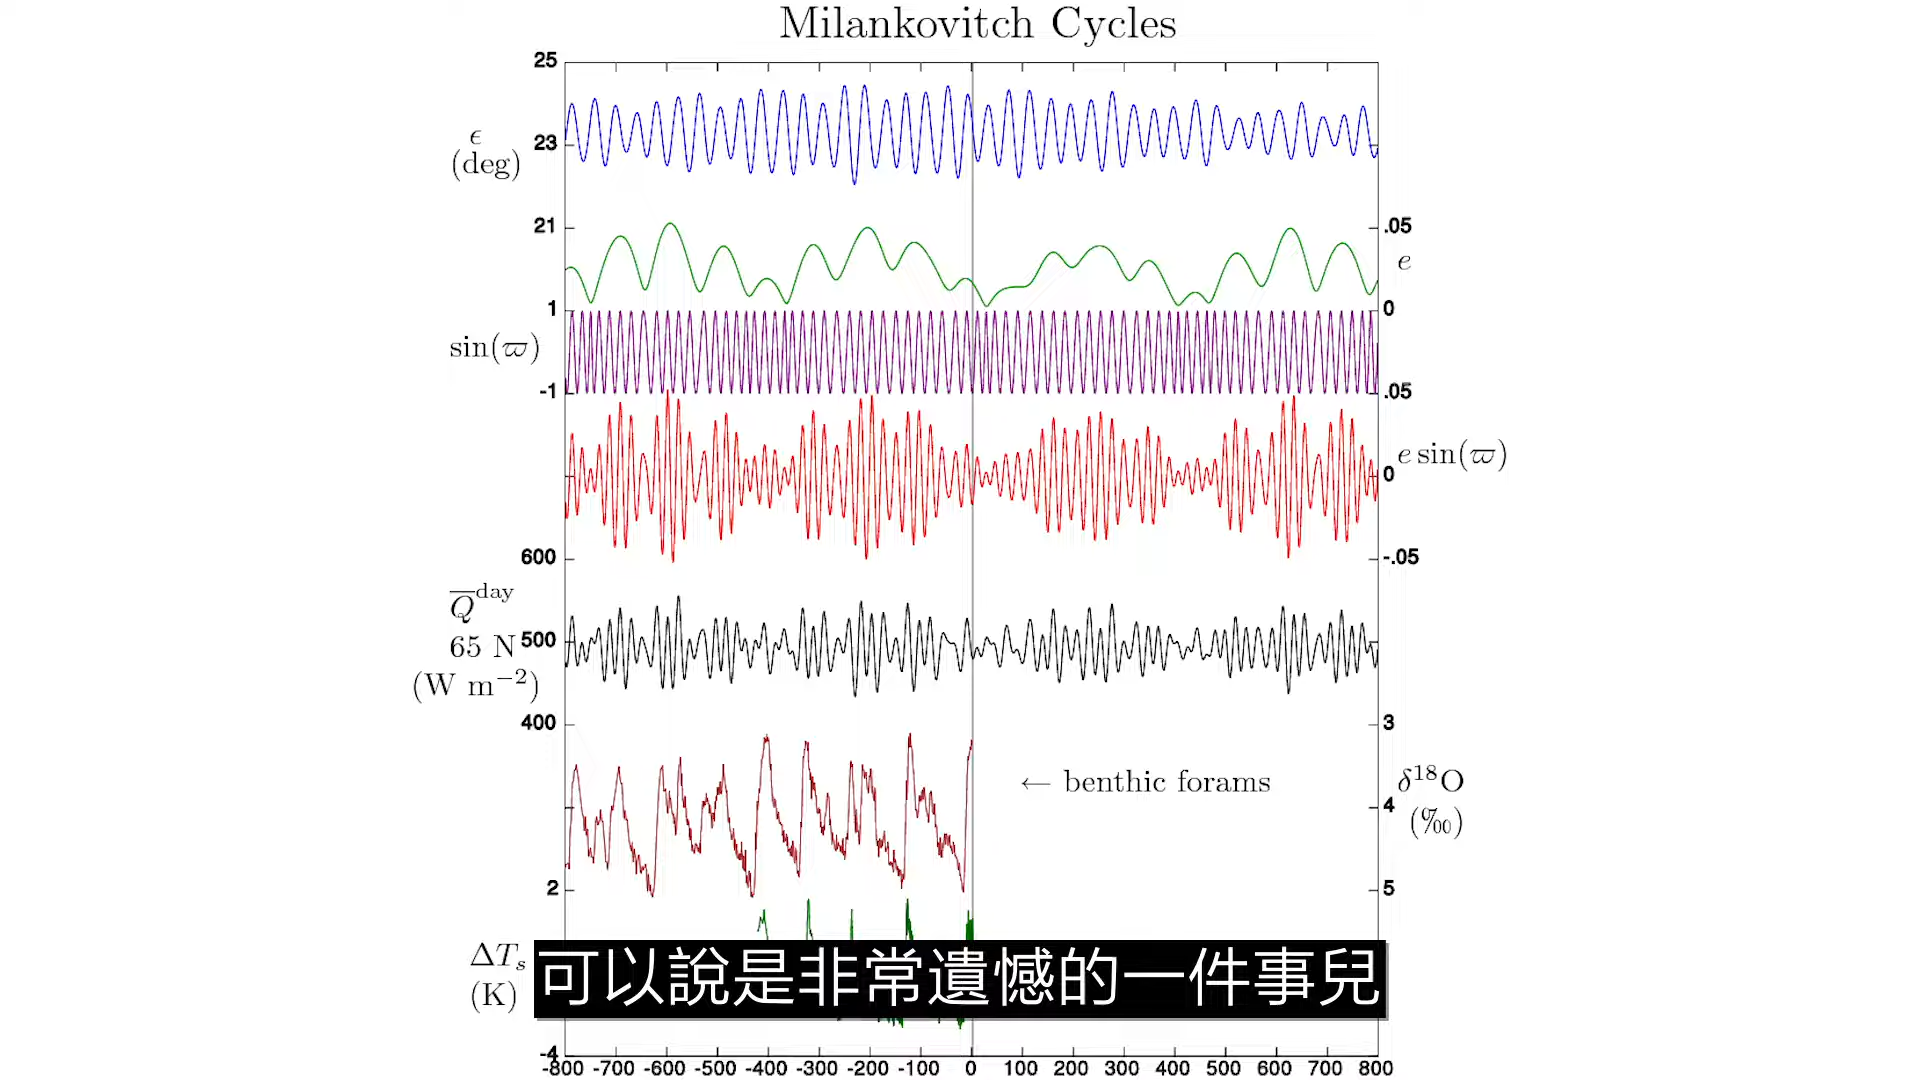 Milankovitch Cycles
25
ϵ
23
(deg)
21
.05
e
1
0
sin(ϖ)
-1
.05
0
e sin(ϖ)
600
-.05
Q̅ day
500
65 N
(W m−2)
400
3
← benthic forams
δ18O
4
(‰)
2
5
ΔTs
(K)
可以說是非常遺憾的一件事兒
-4
-800 -700 -600 -500 -400 -300 -200 -100 0 100 200 300 400 500 600 700 800